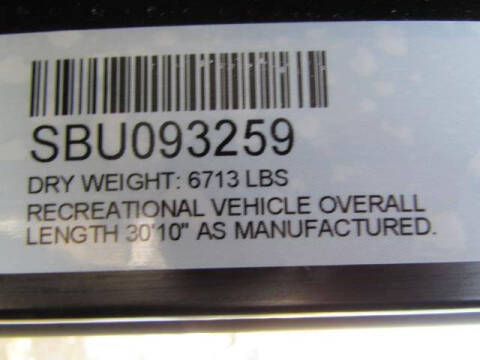 SBU093259
DRY WEIGHT: 6713 LBS
RECREATIONAL VEHICLE OVERALL
LENGTH 30'10" AS MANUFACTURED.